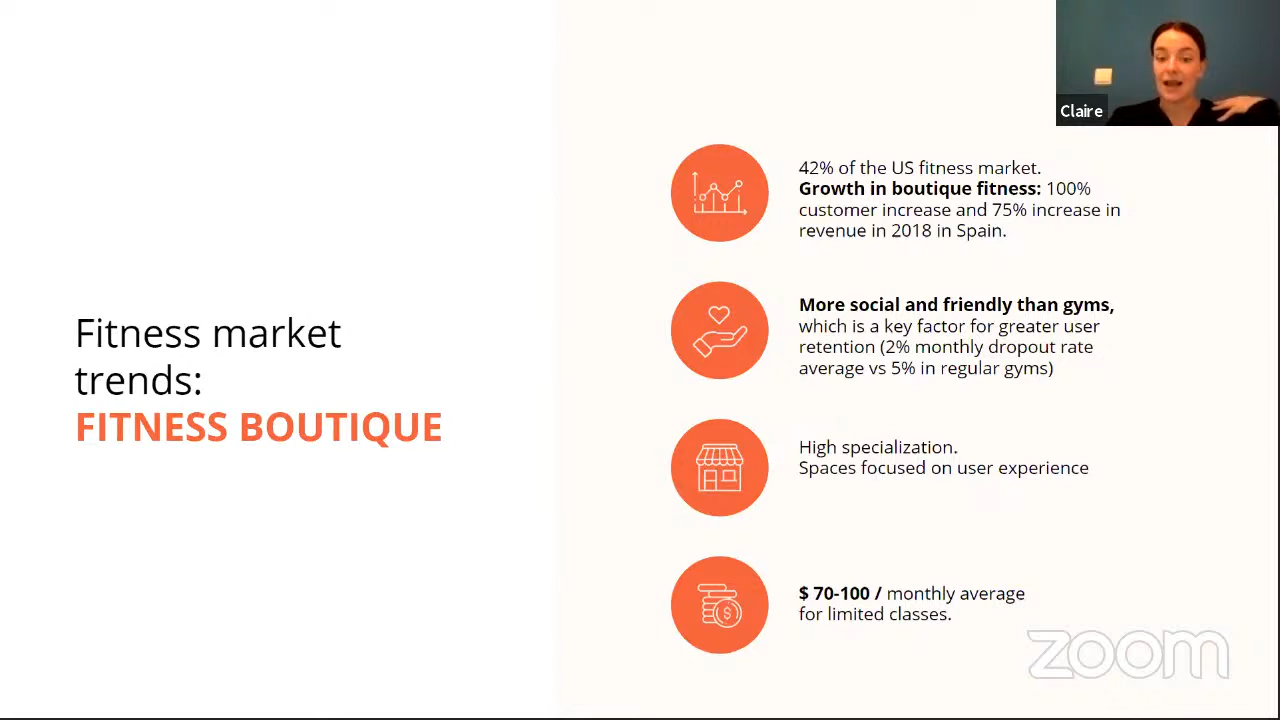 Claire
Fitness market
trends:
FITNESS BOUTIQUE
42% of the US fitness market.
Growth in boutique fitness: 100%
customer increase and 75% increase in
revenue in 2018 in Spain.
More social and friendly than gyms,
which is a key factor for greater user
retention (2% monthly dropout rate
average vs 5% in regular gyms)
High specialization.
Spaces focused on user experience
$ 70-100 / monthly average
for limited classes.
zoom